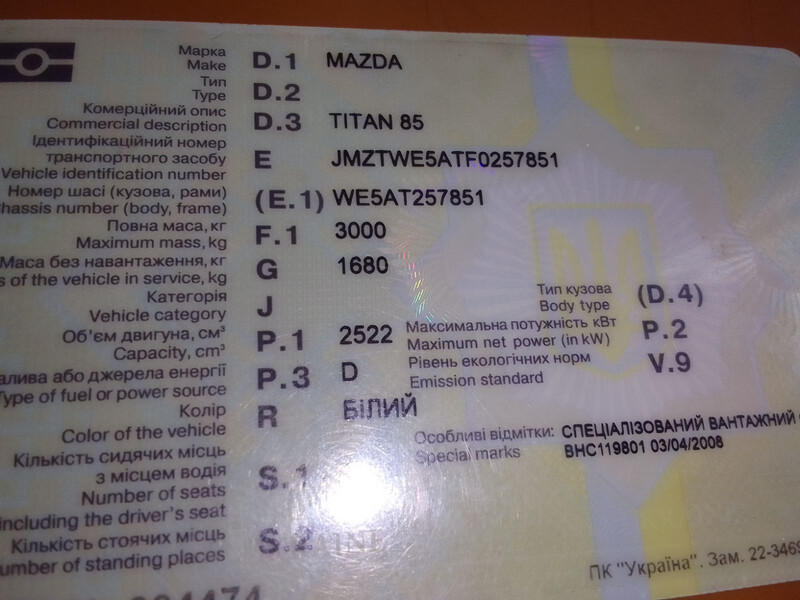 Марка
Make D.1 MAZDA
Тип
Type D.2
Комерційний опис
Commercial description D.3 TITAN 85
Ідентифікаційний номер
транспортного засобу E JMZTWE5ATF0257851
Vehicle identification number
Номер шасі (кузова, рами) (E.1) WE5AT257851
hassis number (body, frame)
Повна маса, кг F.1 3000
Maximum mass, kg
Маса без навантаження, кг G 1680
s of the vehicle in service, kg
Категорія J
Vehicle category
Тип кузова (D.4)
Body type
Об'єм двигуна, см³ P.1 2522
Capacity, cm³
Максимальна потужність кВт P.2
Maximum net power (in kW)
алива або джерела енергії P.3 D
Type of fuel or power source
Рівень екологічних норм V.9
Emission standard
Колір R БІЛИЙ
Color of the vehicle
Особливі відмітки: СПЕЦІАЛІЗОВАНИЙ ВАНТАЖНИЙ
Special marks ВНС119801 03/04/2008
Кількість сидячих місць
з місцем водія S.1
Number of seats
including the driver's seat
Кількість стоячих місць S.2
umber of standing places
ПК "Україна". Зам. 22-3469